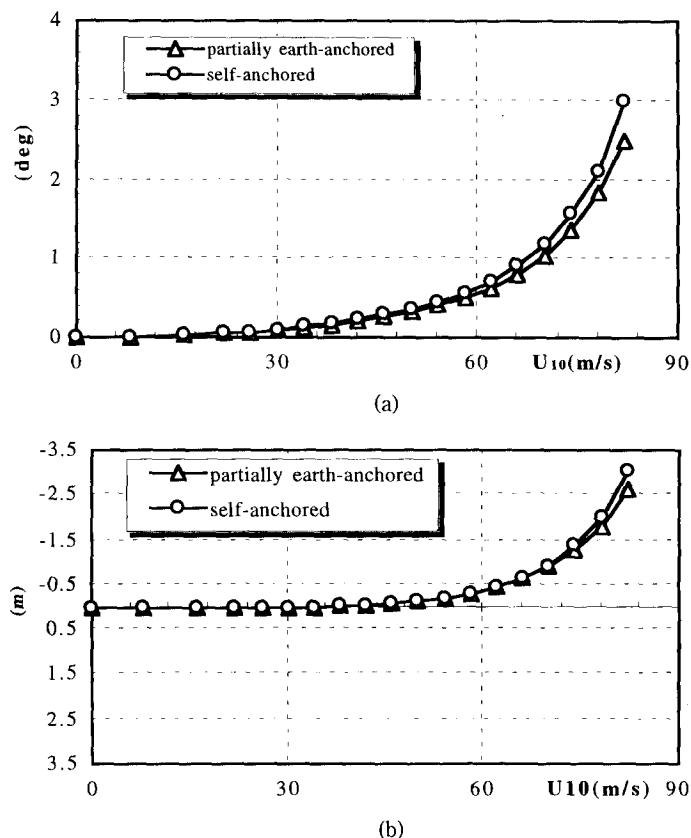 4
partially earth-anchored
self-anchored
3
(deg)
2
1
0
0 30 60 U10(m/s) 90
(a)
-3.5
partially earth-anchored
-2.5
self-anchored
-1.5
-0.5
(m)
0.5
1.5
2.5
3.5
0 30 60 U10(m/s) 90
(b)